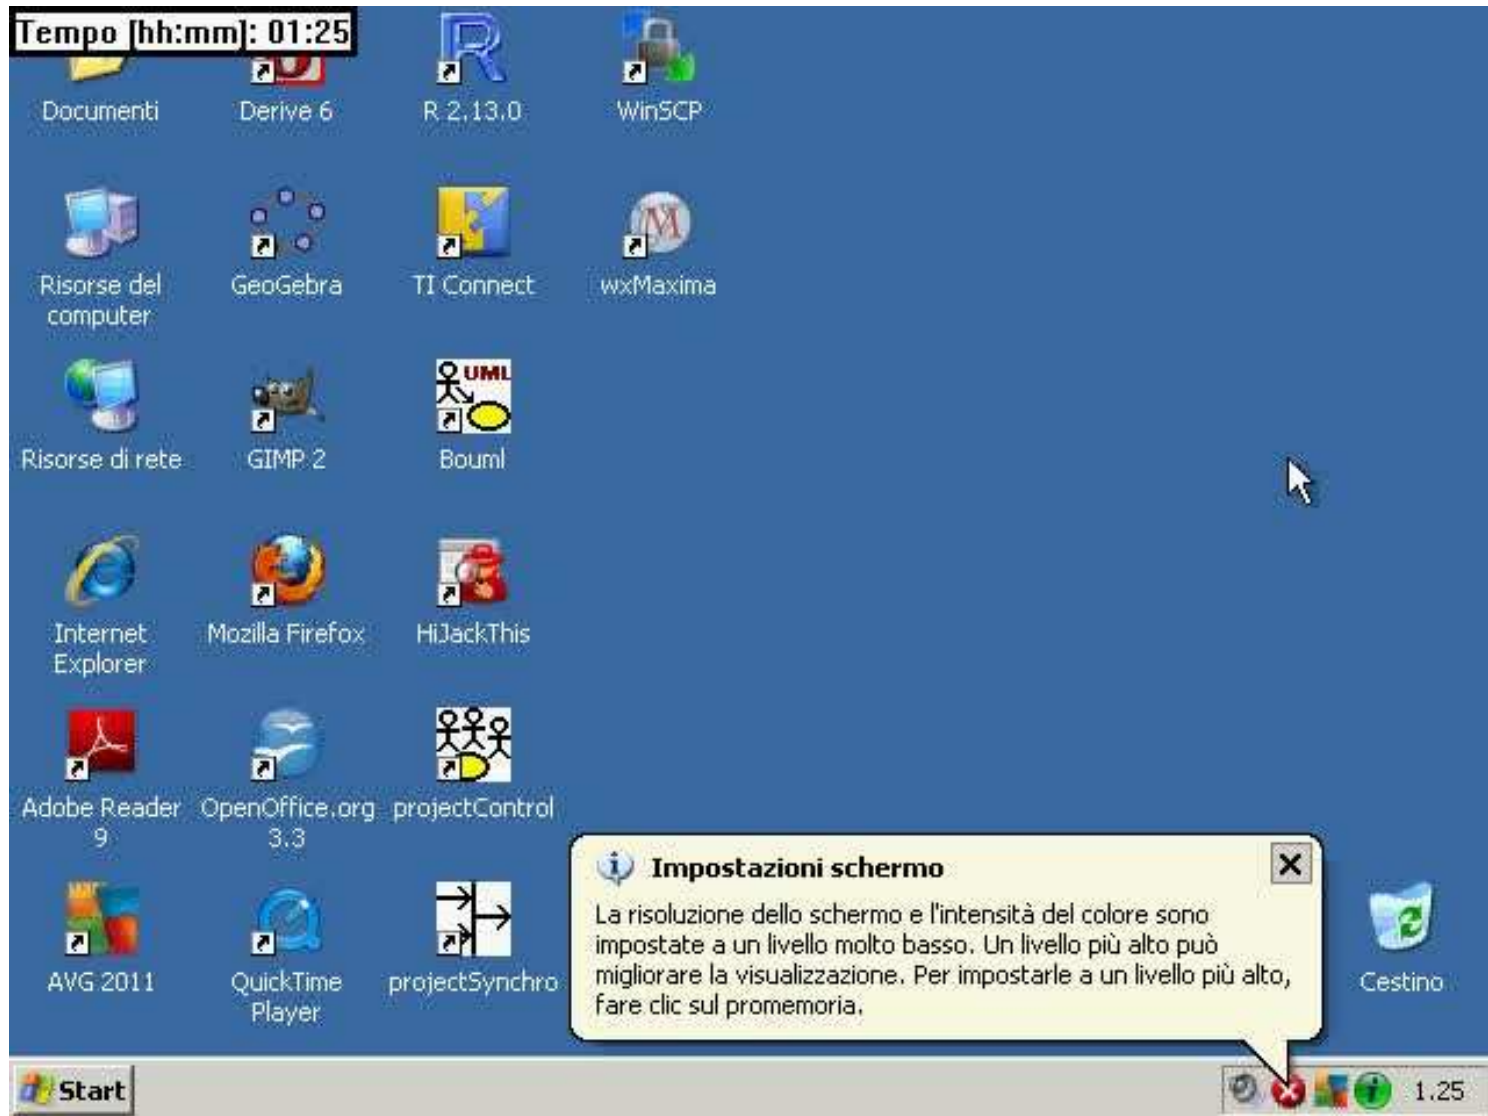 Tempo [hh:mm]: 01:25
Documenti
Derive 6
R 2.13.0
WinSCP
Risorse del
computer
GeoGebra
TI Connect
wxMaxima
Risorse di rete
GIMP 2
UML
Bouml
Internet
Explorer
Mozilla Firefox
HiJackThis
Adobe Reader
9
OpenOffice.org
3.3
projectControl
AVG 2011
QuickTime
Player
projectSynchro
Impostazioni schermo
La risoluzione dello schermo e l'intensità del colore sono
impostate a un livello molto basso. Un livello più alto può
migliorare la visualizzazione. Per impostarle a un livello più alto,
fare clic sul promemoria.
Cestino
Start
1.25